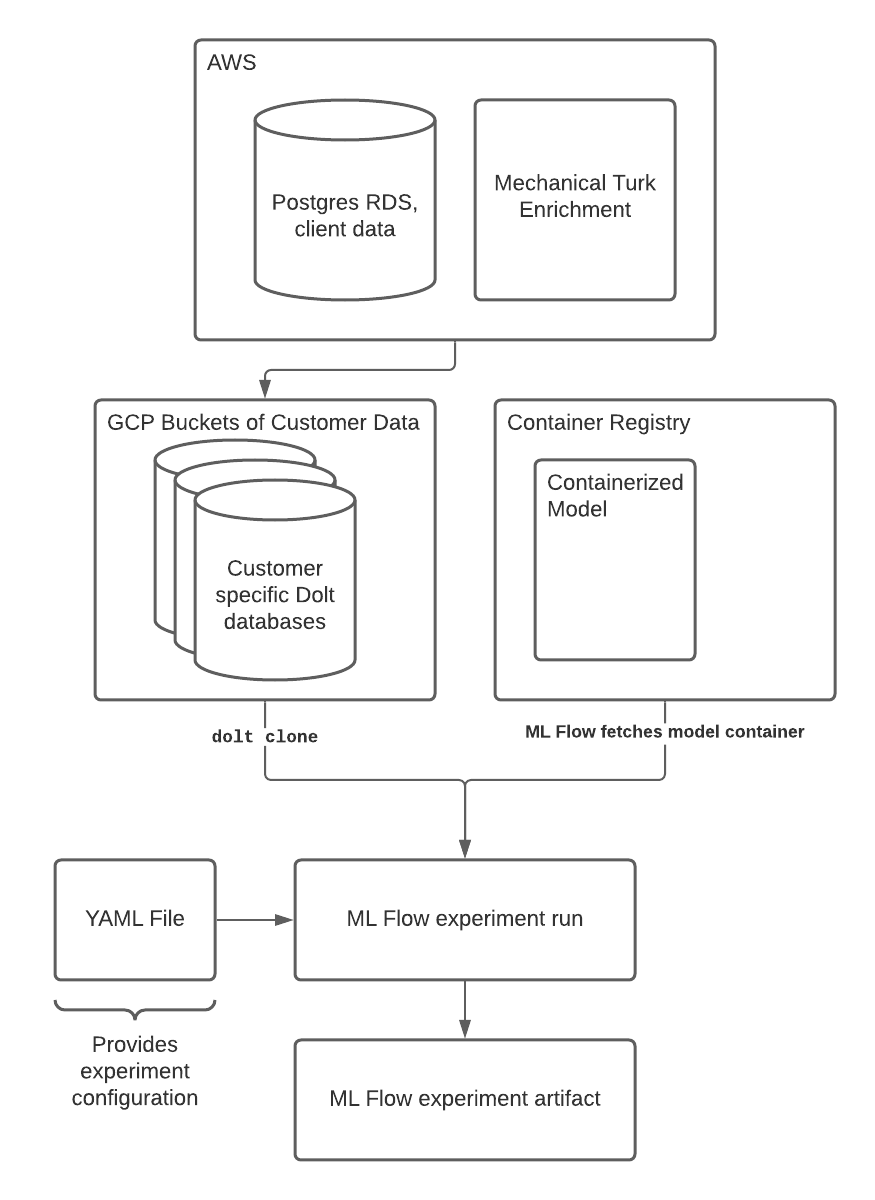 AWS
Postgres RDS,
client data
Mechanical Turk
Enrichment
GCP Buckets of Customer Data
Customer
specific Dolt
databases
Container Registry
Containerized
Model
dolt clone
ML Flow fetches model container
YAML File
ML Flow experiment run
Provides
experiment
configuration
ML Flow experiment artifact